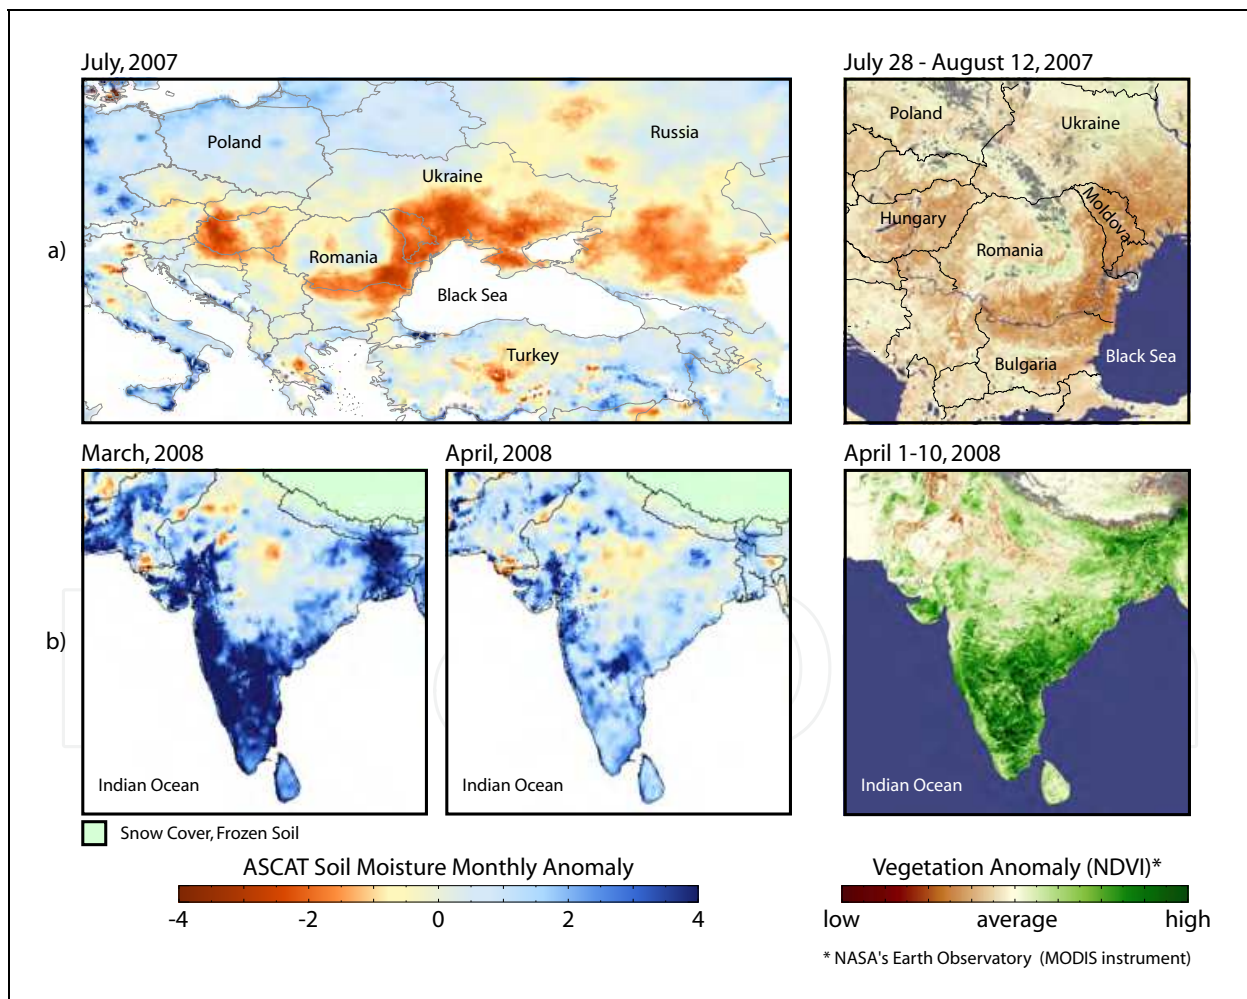 July, 2007
July 28 - August 12, 2007
a)
Poland
Russia
Ukraine
Romania
Black Sea
Turkey
Poland
Ukraine
Hungary
Moldova
Romania
Bulgaria
Black Sea
March, 2008
April, 2008
April 1-10, 2008
b)
Indian Ocean
Indian Ocean
Indian Ocean
Snow Cover, Frozen Soil
ASCAT Soil Moisture Monthly Anomaly
-4 -2 0 2 4
Vegetation Anomaly (NDVI)*
low average high
* NASA's Earth Observatory (MODIS instrument)